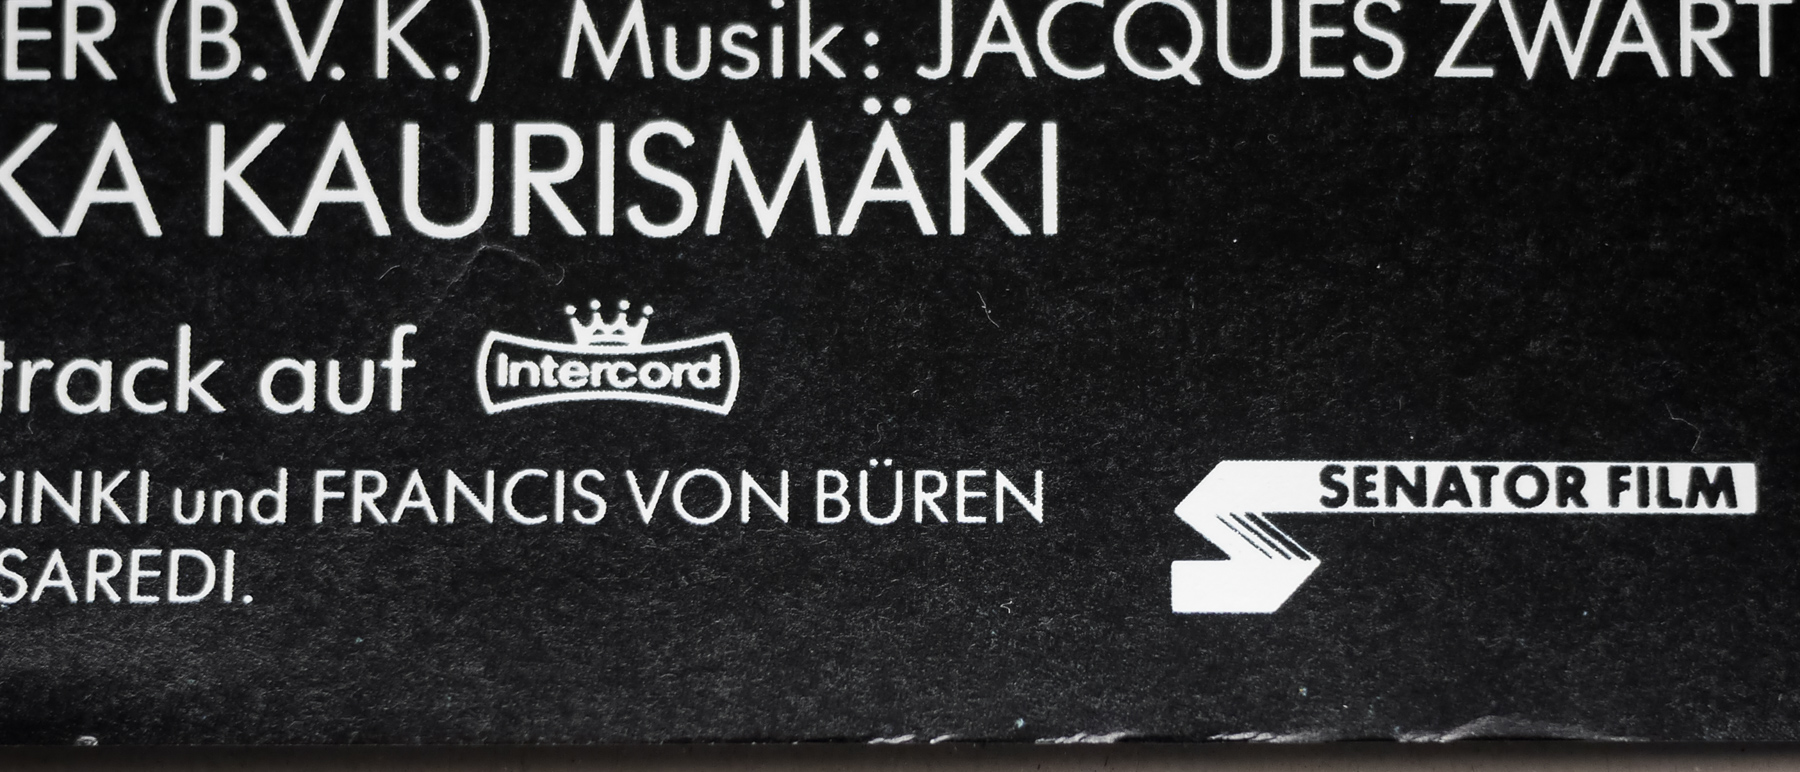 ER (B.V.K.) Musik: JACQUES ZWART
KA KAURISMÄKI
track auf Intercord
SINKI und FRANCIS VON BÜREN
SENATOR FILM
SAREDI.